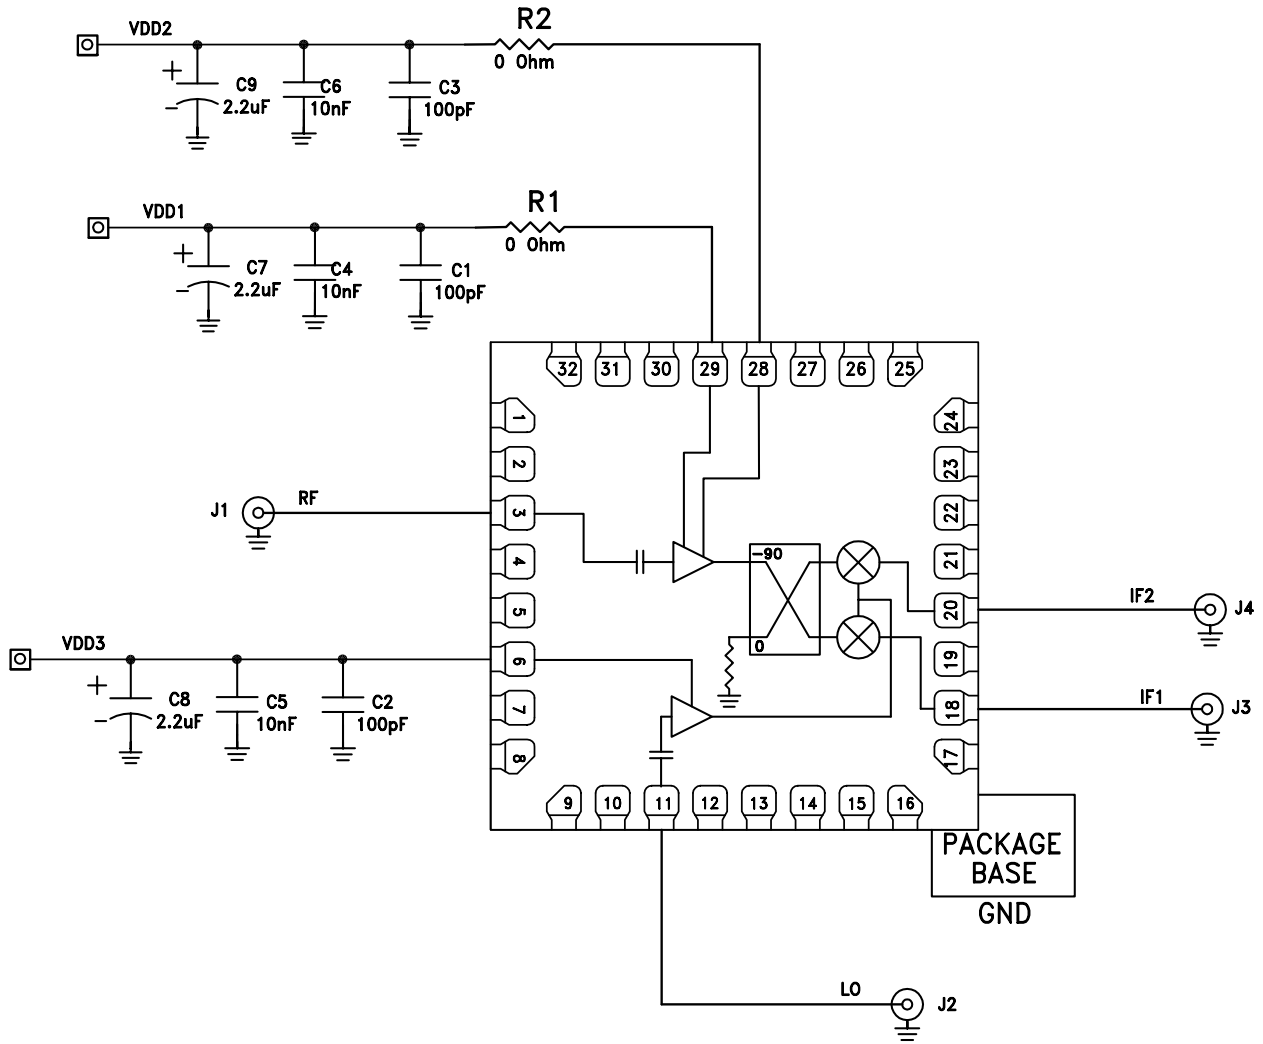 R2
VDD2
0 Ohm
+
C9
C6
C3
2.2uF
10nF
100pF
−
R1
VDD1
0 Ohm
+
C7
C4
C1
2.2uF
10nF
100pF
−
32 31 30 29 28 27 26 25
1
24
2
23
J1
RF
3
22
4
21
-90
5
20
IF2
J4
VDD3
0
6
19
+
C8
C5
C2
2.2uF
10nF
100pF
−
7
18
IF1
J3
8
17
9 10 11 12 13 14 15 16
PACKAGE
BASE
GND
LO
J2